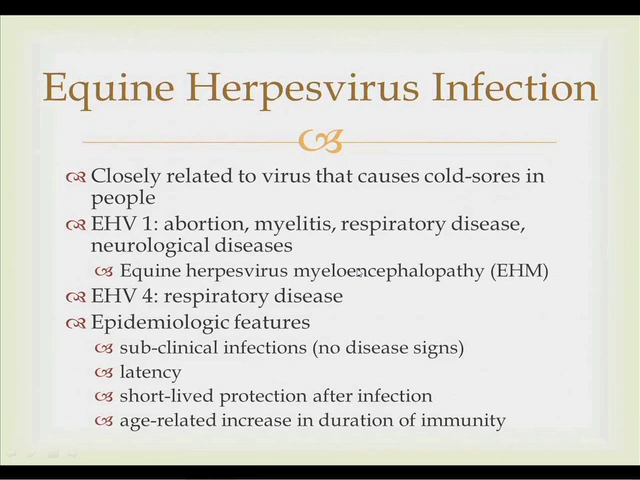 Equine Herpesvirus Infection
Closely related to virus that causes cold-sores in
people
EHV 1: abortion, myelitis, respiratory disease,
neurological diseases
Equine herpesvirus myeloencephalopathy (EHM)
EHV 4: respiratory disease
Epidemiologic features
sub-clinical infections (no disease signs)
latency
short-lived protection after infection
age-related increase in duration of immunity